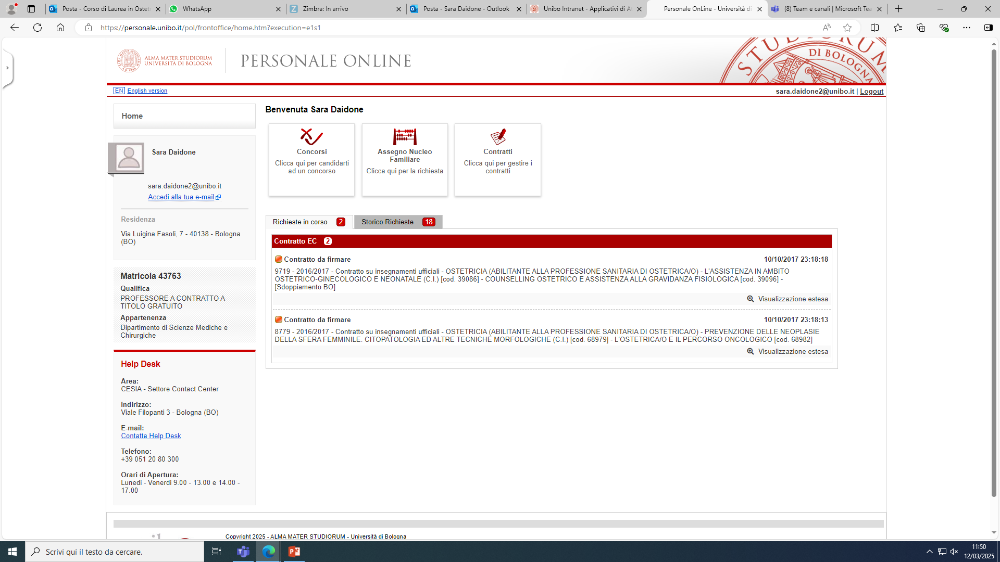 Posta - Corso di Laurea in Ostet
WhatsApp
Zimbra: In arrivo
Posta - Sara Daidone - Outlook
Unibo Intranet - Applicativi di At
Personale OnLine - Università di
(8) Team e canali | Microsoft Tea
https://personale.unibo.it/pol/frontoffice/home.htm?execution=e1s1
ALMA MATER STUDIORUM
UNIVERSITÀ DI BOLOGNA
PERSONALE ONLINE
STUDIORUM
DI BOLOGNA
EN English version
sara.daidone2@unibo.it | Logout
Home
Sara Daidone
sara.daidone2@unibo.it
Accedi alla tua e-mail
Residenza
Via Luigina Fasoli, 7 - 40138 - Bologna
(BO)
Matricola 43763
Qualifica
PROFESSORE A CONTRATTO A
TITOLO GRATUITO
Appartenenza
Dipartimento di Scienze Mediche e
Chirurgiche
Help Desk
Area:
CESIA - Settore Contact Center
Indirizzo:
Viale Filopanti 3 - Bologna (BO)
E-mail:
Contatta Help Desk
Telefono:
+39 051 20 80 300
Orari di Apertura:
Lunedì - Venerdì 9.00 - 13.00 e 14.00 -
17.00
Benvenuta Sara Daidone
Concorsi
Clicca qui per candidarti
ad un concorso
Assegno Nucleo
Familiare
Clicca qui per la richiesta
Contratti
Clicca qui per gestire i
contratti
Richieste in corso 2
Storico Richieste 18
Contratto EC 2
Contratto da firmare 10/10/2017 23:18:18
9719 - 2016/2017 - Contratto su insegnamenti ufficiali - OSTETRICIA (ABILITANTE ALLA PROFESSIONE SANITARIA DI OSTETRICA/O) - L'ASSISTENZA IN AMBITO
OSTETRICO-GINECOLOGICO E NEONATALE (C.I.) [cod. 39086] - COUNSELLING OSTETRICO E ASSISTENZA ALLA GRAVIDANZA FISIOLOGICA [cod. 39096] -
[Sdoppiamento BO]
Visualizzazione estesa
Contratto da firmare 10/10/2017 23:18:13
8779 - 2016/2017 - Contratto su insegnamenti ufficiali - OSTETRICIA (ABILITANTE ALLA PROFESSIONE SANITARIA DI OSTETRICA/O) - PREVENZIONE DELLE NEOPLASIE
DELLA SFERA FEMMINILE. CITOPATOLOGIA ED ALTRE TECNICHE MORFOLOGICHE (C.I.) [cod. 68979] - L'OSTETRICA/O E IL PERCORSO ONCOLOGICO [cod. 68982]
Visualizzazione estesa
Copyright 2025 - ALMA MATER STUDIORUM - Università di Bologna
Scrivi qui il testo da cercare.
11:50
12/03/2025